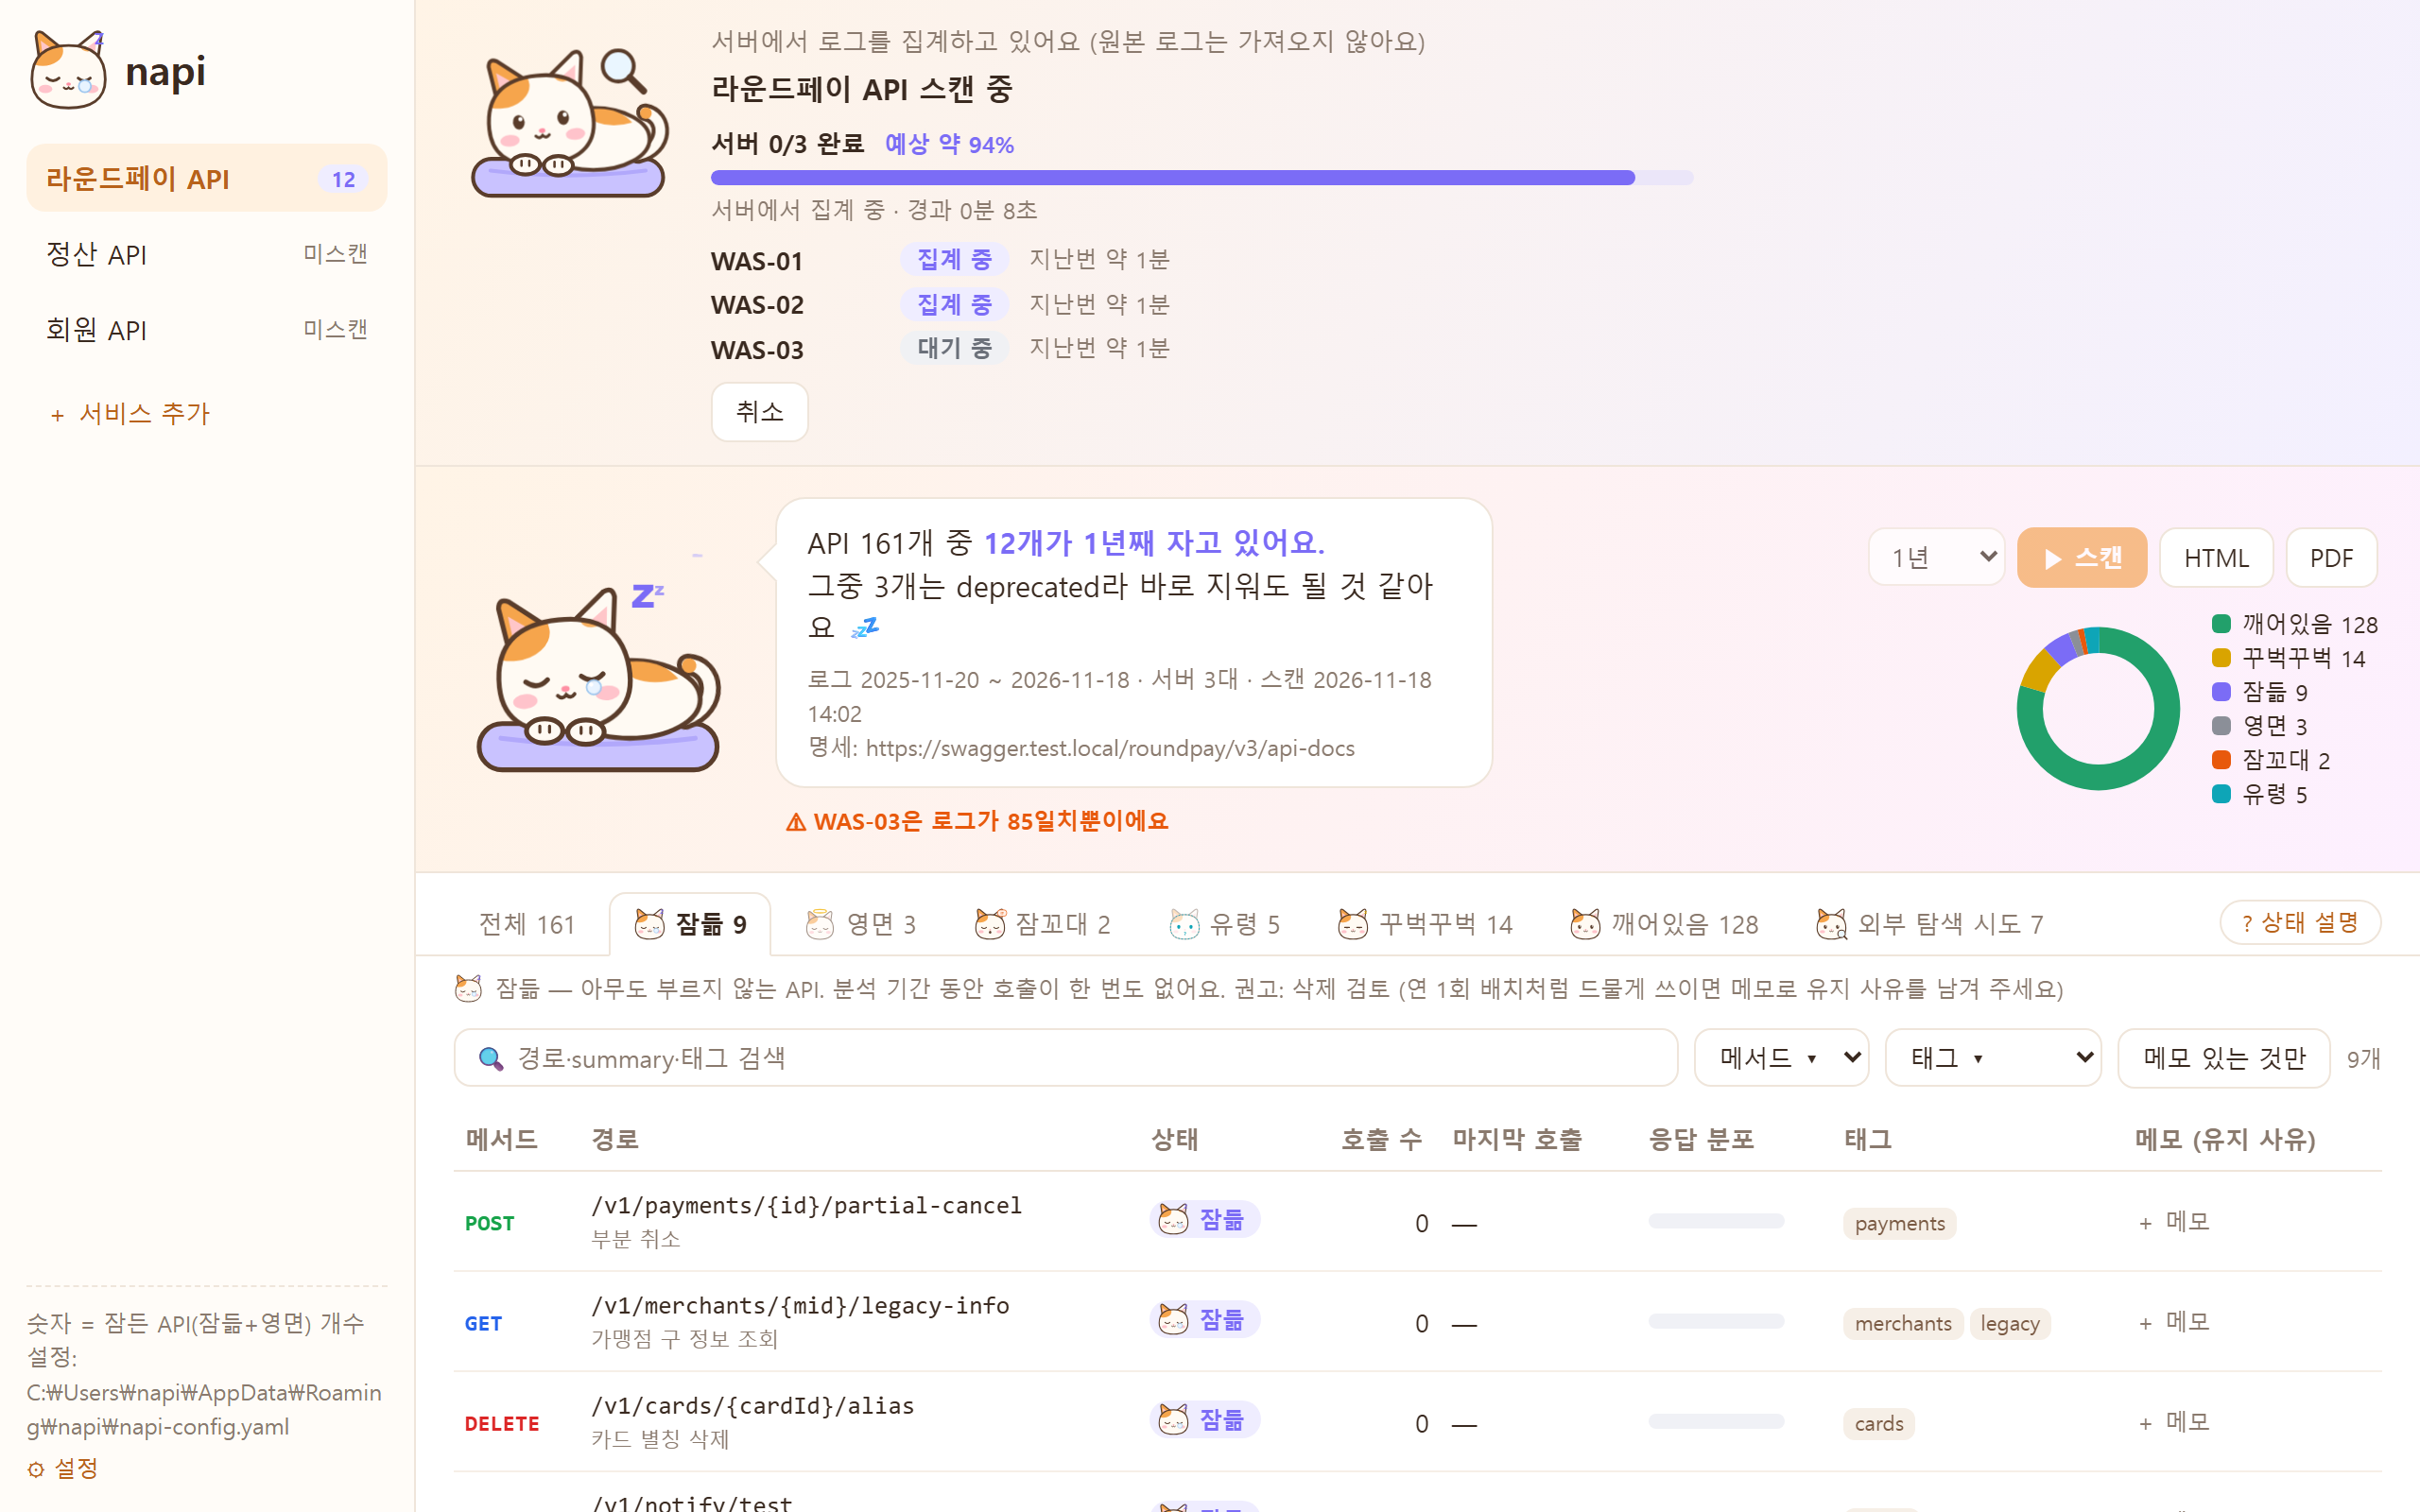 napi
라운드페이 API 12
정산 API 미스캔
회원 API 미스캔
+ 서비스 추가
숫자 = 잠든 API(잠듦+영면) 개수
설정:
C:₩Users₩napi₩AppData₩Roamin
g₩napi₩napi-config.yaml
⚙ 설정
서버에서 로그를 집계하고 있어요 (원본 로그는 가져오지 않아요)
라운드페이 API 스캔 중
서버 0/3 완료 예상 약 94%
서버에서 집계 중 · 경과 0분 8초
WAS-01 집계 중 지난번 약 1분
WAS-02 집계 중 지난번 약 1분
WAS-03 대기 중 지난번 약 1분
취소
API 161개 중 12개가 1년째 자고 있어요.
그중 3개는 deprecated라 바로 지워도 될 것 같아
요 💤
로그 2025-11-20 ~ 2026-11-18 · 서버 3대 · 스캔 2026-11-18
14:02
명세: https://swagger.test.local/roundpay/v3/api-docs
⚠ WAS-03은 로그가 85일치뿐이에요
1년 ▶ 스캔 HTML PDF
깨어있음 128
꾸벅꾸벅 14
잠듦 9
영면 3
잠꼬대 2
유령 5
전체 161 잠듦 9 영면 3 잠꼬대 2 유령 5 꾸벅꾸벅 14 깨어있음 128 외부 탐색 시도 7 ? 상태 설명
잠듦 — 아무도 부르지 않는 API. 분석 기간 동안 호출이 한 번도 없어요. 권고: 삭제 검토 (연 1회 배치처럼 드물게 쓰이면 메모로 유지 사유를 남겨 주세요)
🔍 경로·summary·태그 검색 메서드 ▾ 태그 ▾ 메모 있는 것만 9개
메서드 경로 상태 호출 수 마지막 호출 응답 분포 태그 메모 (유지 사유)
POST /v1/payments/{id}/partial-cancel 잠듦 0 — payments + 메모
부분 취소
GET /v1/merchants/{mid}/legacy-info 잠듦 0 — merchants legacy + 메모
가맹점 구 정보 조회
DELETE /v1/cards/{cardId}/alias 잠듦 0 — cards + 메모
카드 별칭 삭제
/v1/notify/test